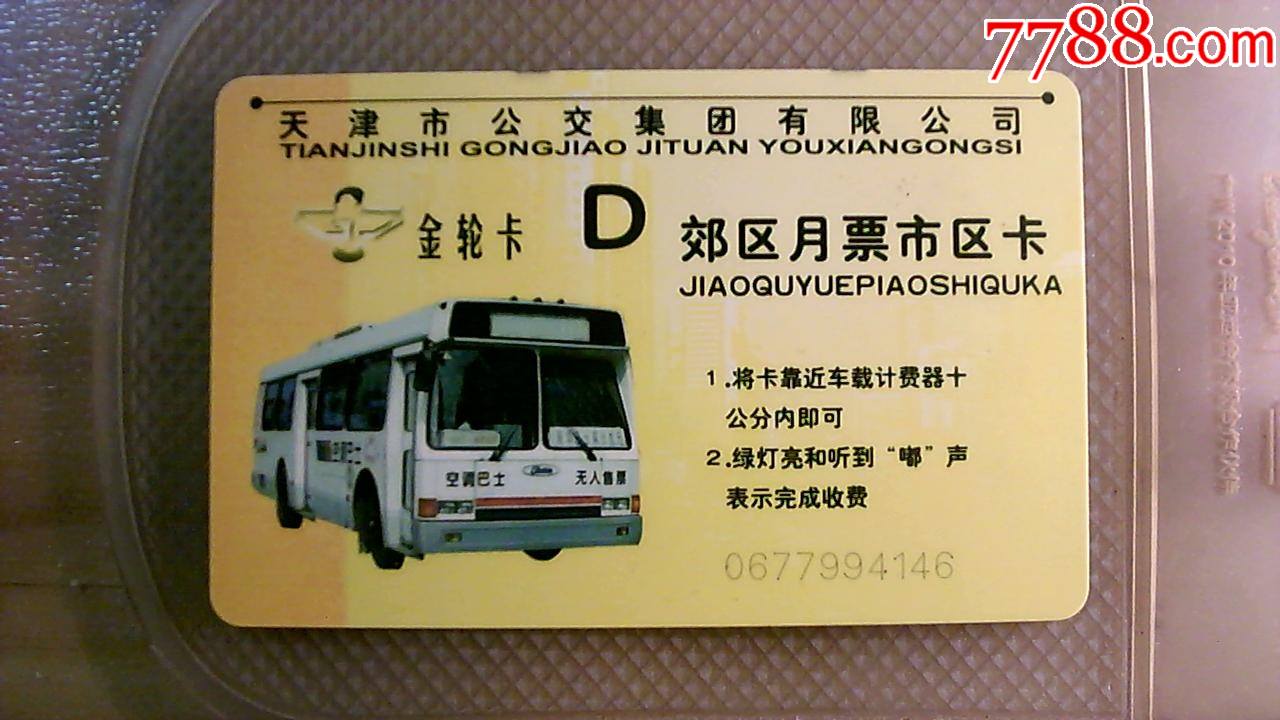 7788.com
天津市公交集团有限公司
TIANJINSHI GONGJIAO JITUAN YOUXIANGONGSI
金轮卡
D
郊区月票市区卡
JIAOQUYUEPIAOSHIQUKA
1.将卡靠近车载计费器十
公分内即可
2.绿灯亮和听到“嘟”声
表示完成收费
空调巴士
无人售票
0677994146